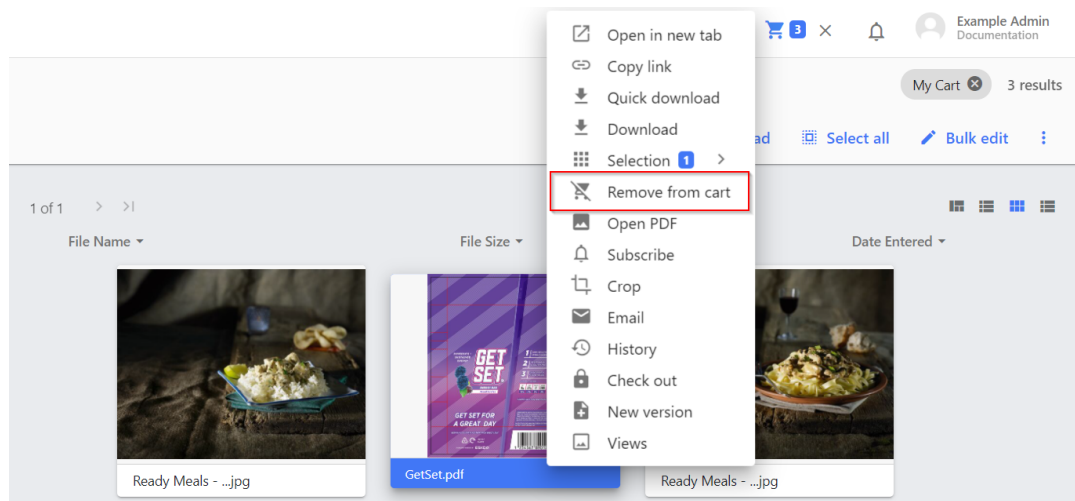 Open in new tab
3
Example Admin
Documentation
Copy link
My Cart
3 results
Quick download
Download
ad
Select all
Bulk edit
Selection 1
Remove from cart
1 of 1
Open PDF
File Name
File Size
Date Entered
Subscribe
Crop
Email
History
Check out
New version
Views
GET
SET
GET SET FOR
A GREAT DAY
Ready Meals - ...jpg
GetSet.pdf
Ready Meals - ...jpg